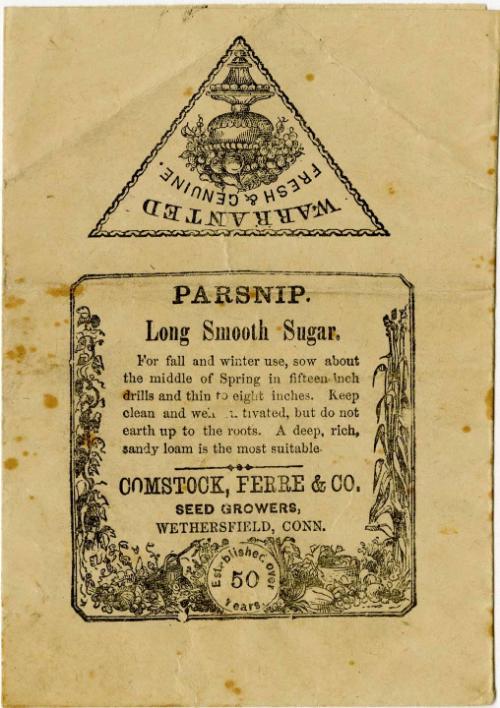 WARRANTED
FRESH & GENUINE.
PARSNIP.
Long Smooth Sugar.
For fall and winter use, sow about
the middle of Spring in fifteen inch
drills and thin to eight inches. Keep
clean and well tivated, but do not
earth up to the roots. A deep, rich,
sandy loam is the most suitable.
COMSTOCK, FERRE & CO.
SEED GROWERS,
WETHERSFIELD, CONN.
Established over
50
Years.